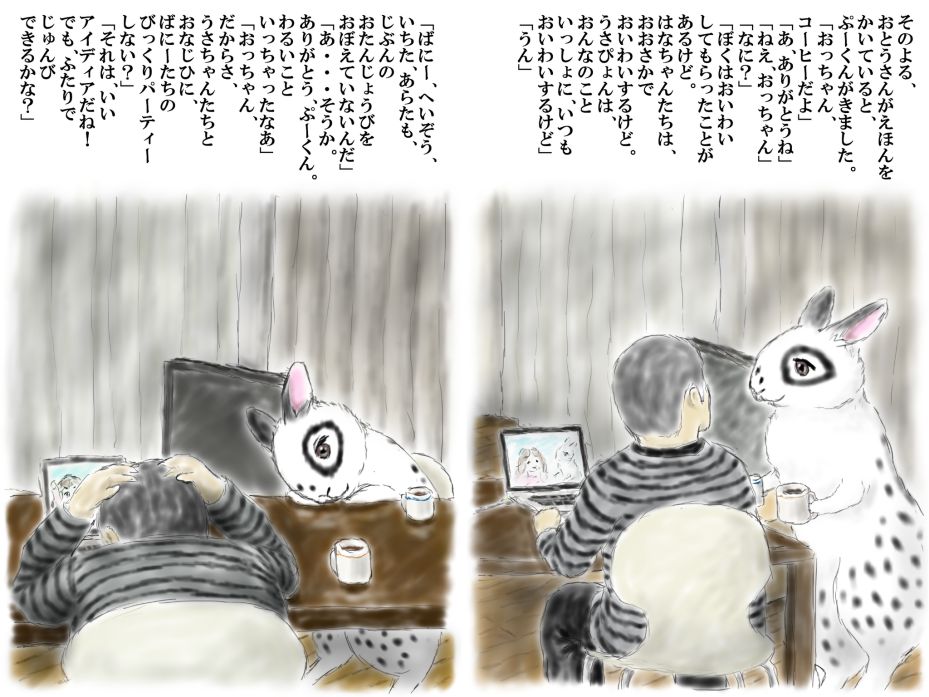 そのよる、
おとうさんがえほんを
かいていると、
ぷーくんがきました。
「おっちゃん、
コーヒーだよ」
「あ、ありがとうね」
「ねえ、おっちゃん」
「なに？」
「ぼくはおいわい
してもらったことが
あるけど。
はなちゃんたちは、
おおさかで
おいわいするけど。
うさぴょんは、
おんなのこと
いっしょに、いつも
おいわいするけど」
「うん」
「ばにー、へいぞう、
いちた、あらたも、
じぶんの
おたんじょうびを
おぼえていないんだ」
「あ・・・そうか。
ありがとう、ぷーくん。
わるいこと
いっちゃったなあ」
「おっちゃん、
だからさ、
うさちゃんたちと
おなじひに、
ばにーたちの
びっくりパーティー
しない？」
「それは、いい
アイディアだね！
でも、ふたりで
じゅんび
できるかな？」